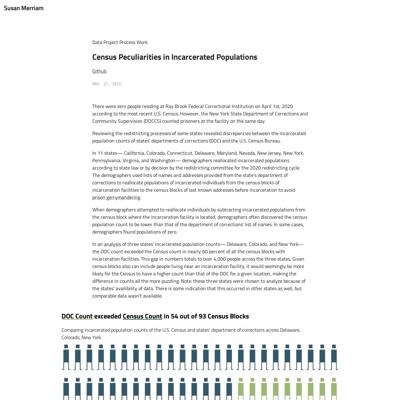 Susan Merriam
Data Project Process Work
Census Peculiarities in Incarcerated Populations
Github
MAR. 27, 2023
There were zero people residing at Ray Brook Federal Correctional Institution on April 1st, 2020
according to the most recent U.S. Census. However, the New York State Department of Corrections and
Community Supervision (DOCCS) counted prisoners at the facility on the same day.
Reviewing the redistricting processes of some states revealed discrepancies between the incarcerated
population counts of states' departments of corrections (DOC) and the U.S. Census Bureau.
In 11 states— California, Colorado, Connecticut, Delaware, Maryland, Nevada, New Jersey, New York,
Pennsylvania, Virginia, and Washington— demographers reallocated incarcerated populations
according to state law or by decision by the redistricting committee for the 2020 redistricting cycle.
The demographers used lists of names and addresses provided from the state's department of
corrections to reallocate populations of incarcerated individuals from the census blocks of
incarceration facilities to the census blocks of last known addresses before incarceration to avoid
prison gerrymandering.
When demographers attempted to reallocate individuals by subtracting incarcerated populations from
the census block where the incarceration facility is located, demographers often discovered the census
population count to be lower than that of the department of corrections' list of names. In some cases,
demographers found populations of zero.
In an analysis of three states' incarcerated population counts— Delaware, Colorado, and New York—
the DOC count exceeded the Census count in nearly 60 percent of all the census blocks with
incarceration facilities. This gap in numbers totals to over 4,000 people across the three states. Given
census blocks also can include people living near an incarceration facility, it would seemingly be more
likely for the Census to have a higher count than that of the DOC for a given location, making the
difference in counts all the more puzzling. Note these three states were chosen to analyze because of
the states' availibility of data. There is some indication that this occurred in other states as well, but
comparable data wasn't available.
DOC Count exceeded Census Count in 54 out of 93 Census Blocks
Comparing incarcerated population counts of the U.S. Census and states' department of corrections across Delaware,
Colorado, New York